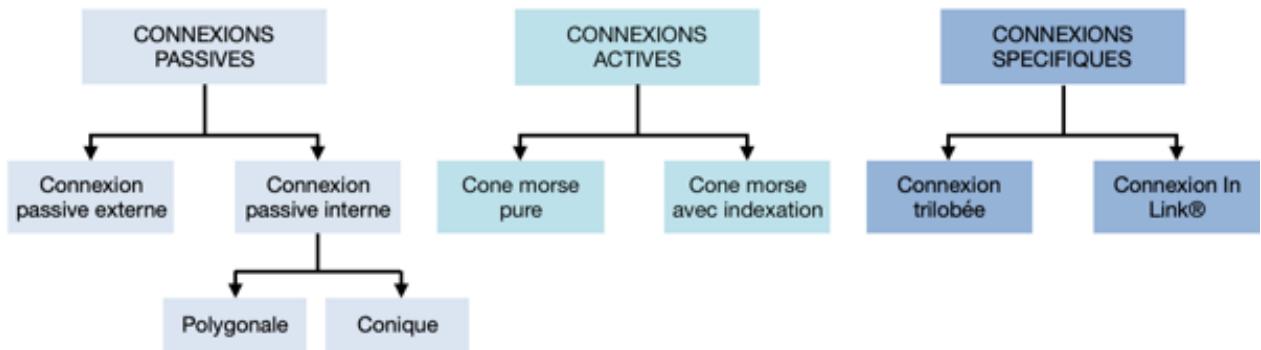 CONNEXIONS
PASSIVES
CONNEXIONS
ACTIVES
CONNEXIONS
SPECIFIQUES
Connexion
passive externe
Connexion
passive interne
Cone morse
pure
Cone morse
avec indexation
Connexion
trilobée
Connexion In
Link®
Polygonale
Conique